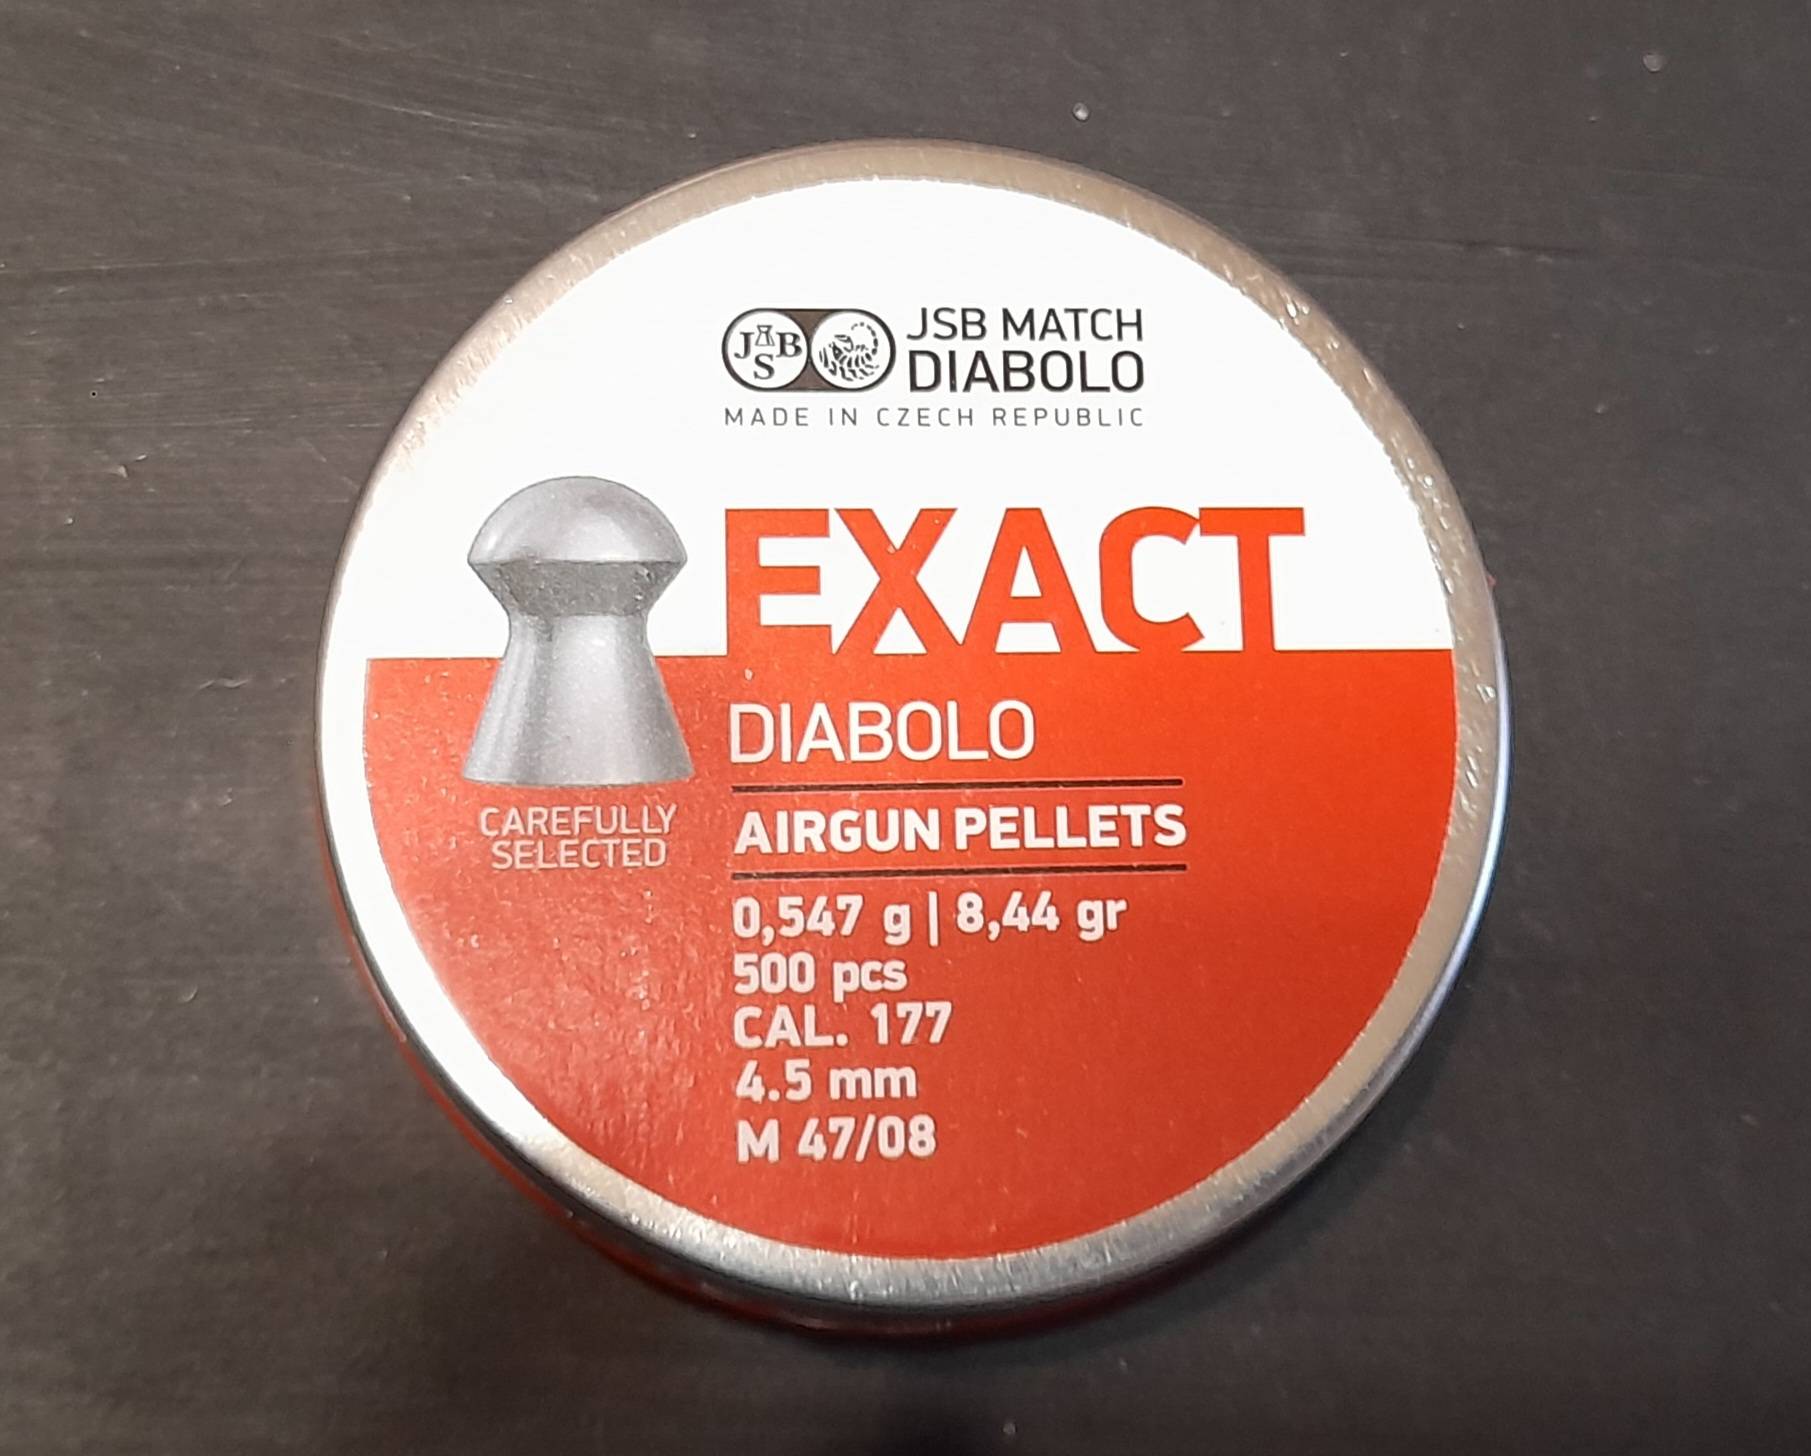 JSB
JSB MATCH
DIABOLO
MADE IN CZECH REPUBLIC
EXACT
DIABOLO
CAREFULLY
SELECTED
AIRGUN PELLETS
0,547 g | 8,44 gr
500 pcs
CAL. 177
4.5 mm
M 47/08